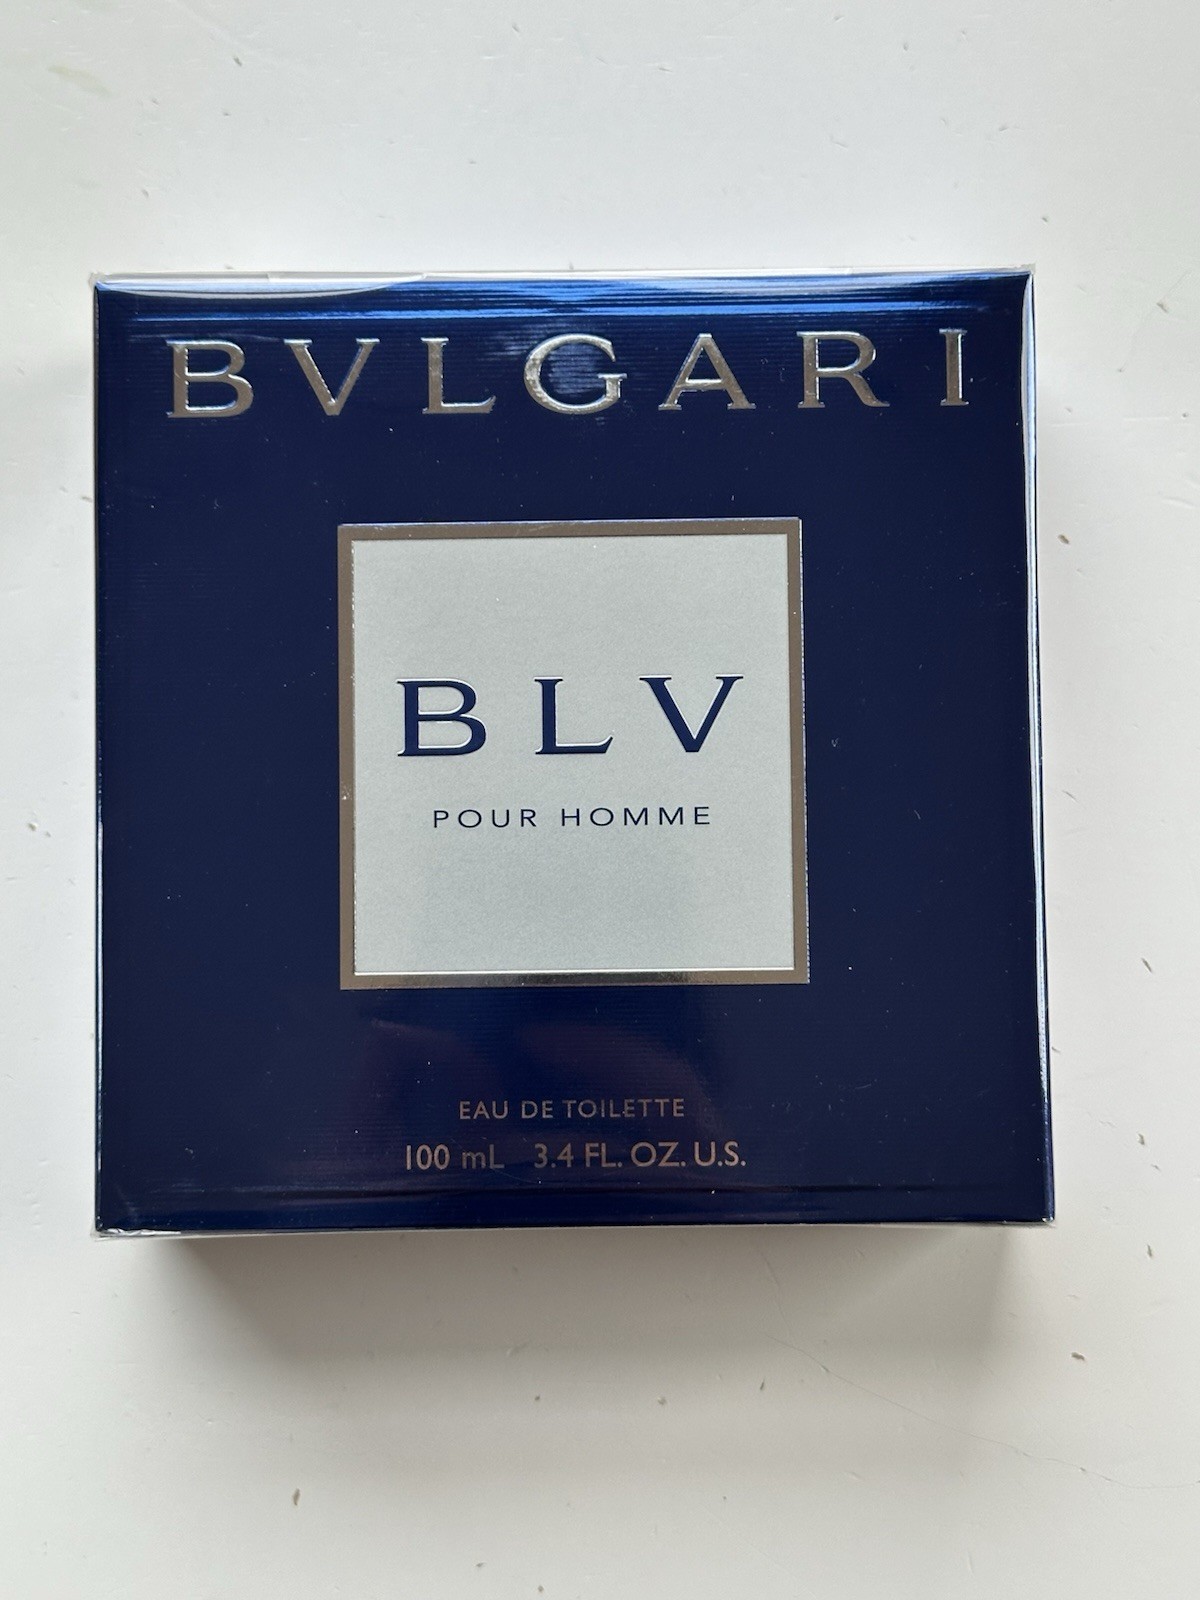 BVLGARI
BLV
POUR HOMME
EAU DE TOILETTE
100 mL 3.4 FL. OZ. U.S.